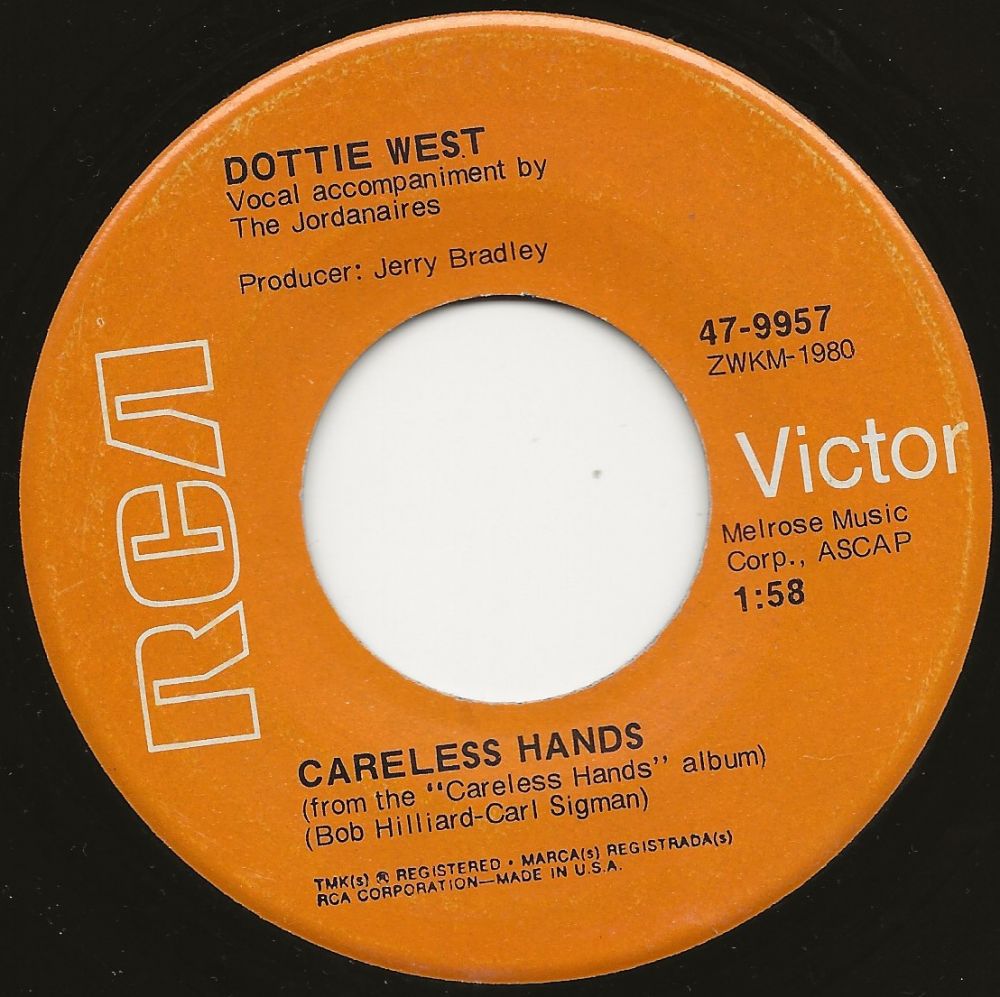 DOTTIE WEST
Vocal accompaniment by
The Jordanaires
Producer: Jerry Bradley
47-9957
ZWKM-1980
RCA
Victor
Melrose Music
Corp., ASCAP
1:58
CARELESS HANDS
(from the "Careless Hands" album)
(Bob Hilliard-Carl Sigman)
TMK(s) ® REGISTERED • MARCA(s) REGISTRADA(s)
RCA CORPORATION—MADE IN U.S.A.